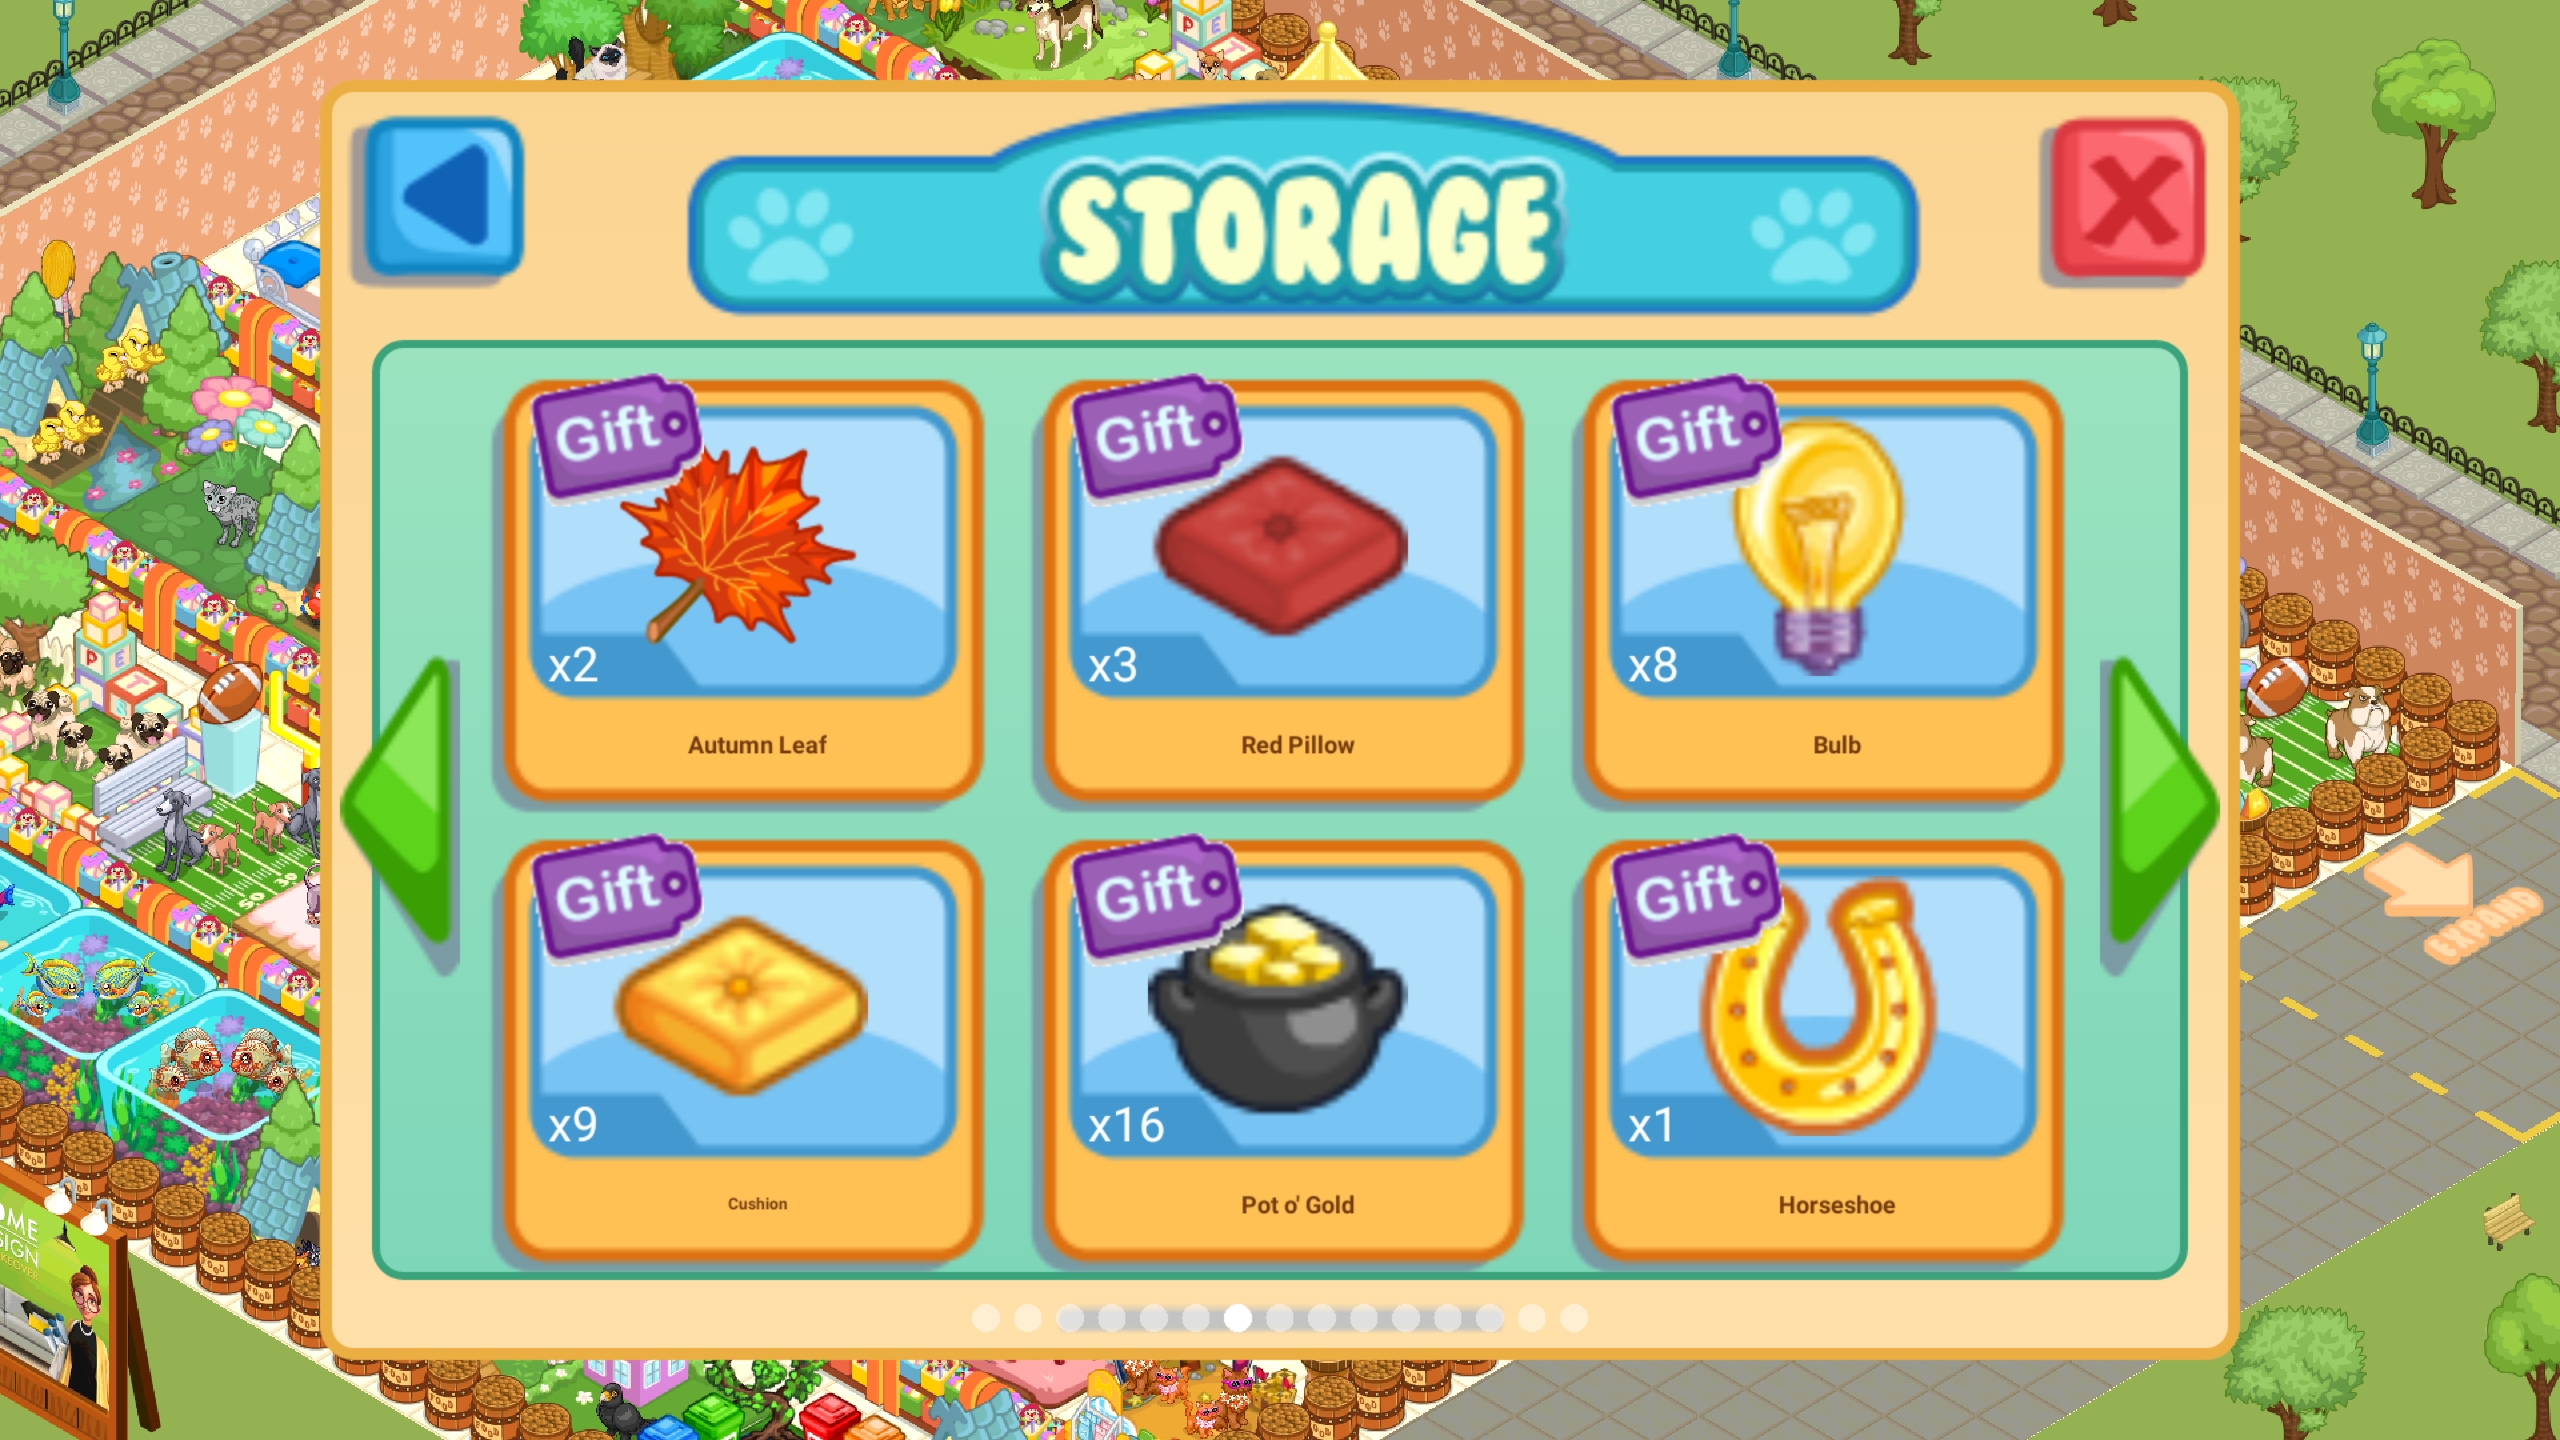 STORAGE
Gift
x2
Autumn Leaf
Gift
x3
Red Pillow
Gift
x8
Bulb
Gift
x9
Cushion
Gift
x16
Pot o' Gold
Gift
x1
Horseshoe
EXPAND